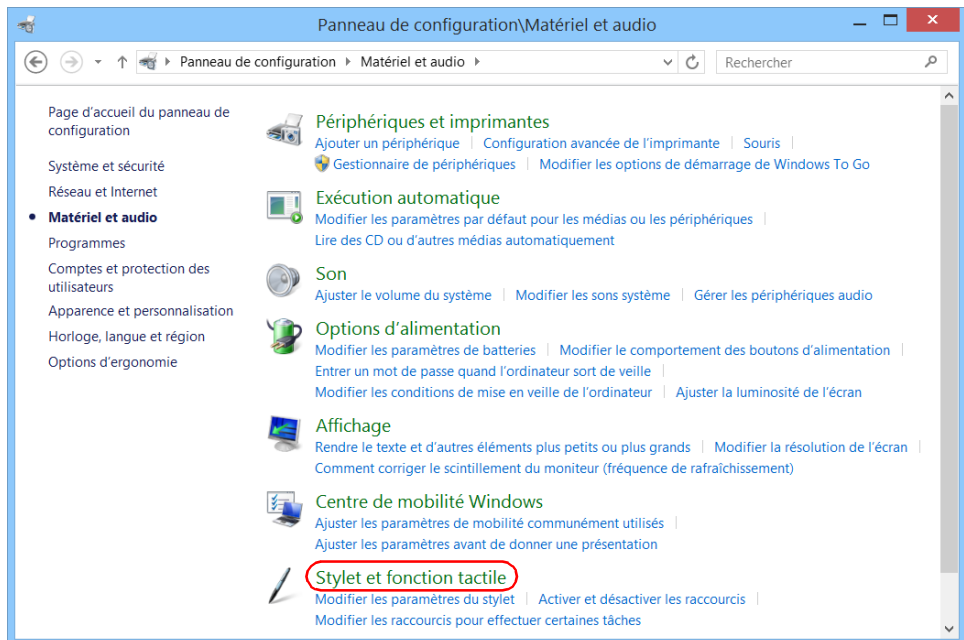 Panneau de configuration\Matériel et audio
Panneau de configuration Matériel et audio
Rechercher
Page d'accueil du panneau de
configuration
Système et sécurité
Réseau et Internet
Matériel et audio
Programmes
Comptes et protection des
utilisateurs
Apparence et personnalisation
Horloge, langue et région
Options d'ergonomie
Périphériques et imprimantes
Ajouter un périphérique Configuration avancée de l'imprimante Souris
Gestionnaire de périphériques Modifier les options de démarrage de Windows To Go
Exécution automatique
Modifier les paramètres par défaut pour les médias ou les périphériques
Lire des CD ou d'autres médias automatiquement
Son
Ajuster le volume du système Modifier les sons système Gérer les périphériques audio
Options d'alimentation
Modifier les paramètres de batteries Modifier le comportement des boutons d'alimentation
Entrer un mot de passe quand l'ordinateur sort de veille
Modifier les conditions de mise en veille de l'ordinateur Ajuster la luminosité de l'écran
Affichage
Rendre le texte et d'autres éléments plus petits ou plus grands Modifier la résolution de l'écran
Comment corriger le scintillement du moniteur (fréquence de rafraîchissement)
Centre de mobilité Windows
Ajuster les paramètres de mobilité communément utilisés
Ajuster les paramètres avant de donner une présentation
Stylet et fonction tactile
Modifier les paramètres du stylet Activer et désactiver les raccourcis
Modifier les raccourcis pour effectuer certaines tâches